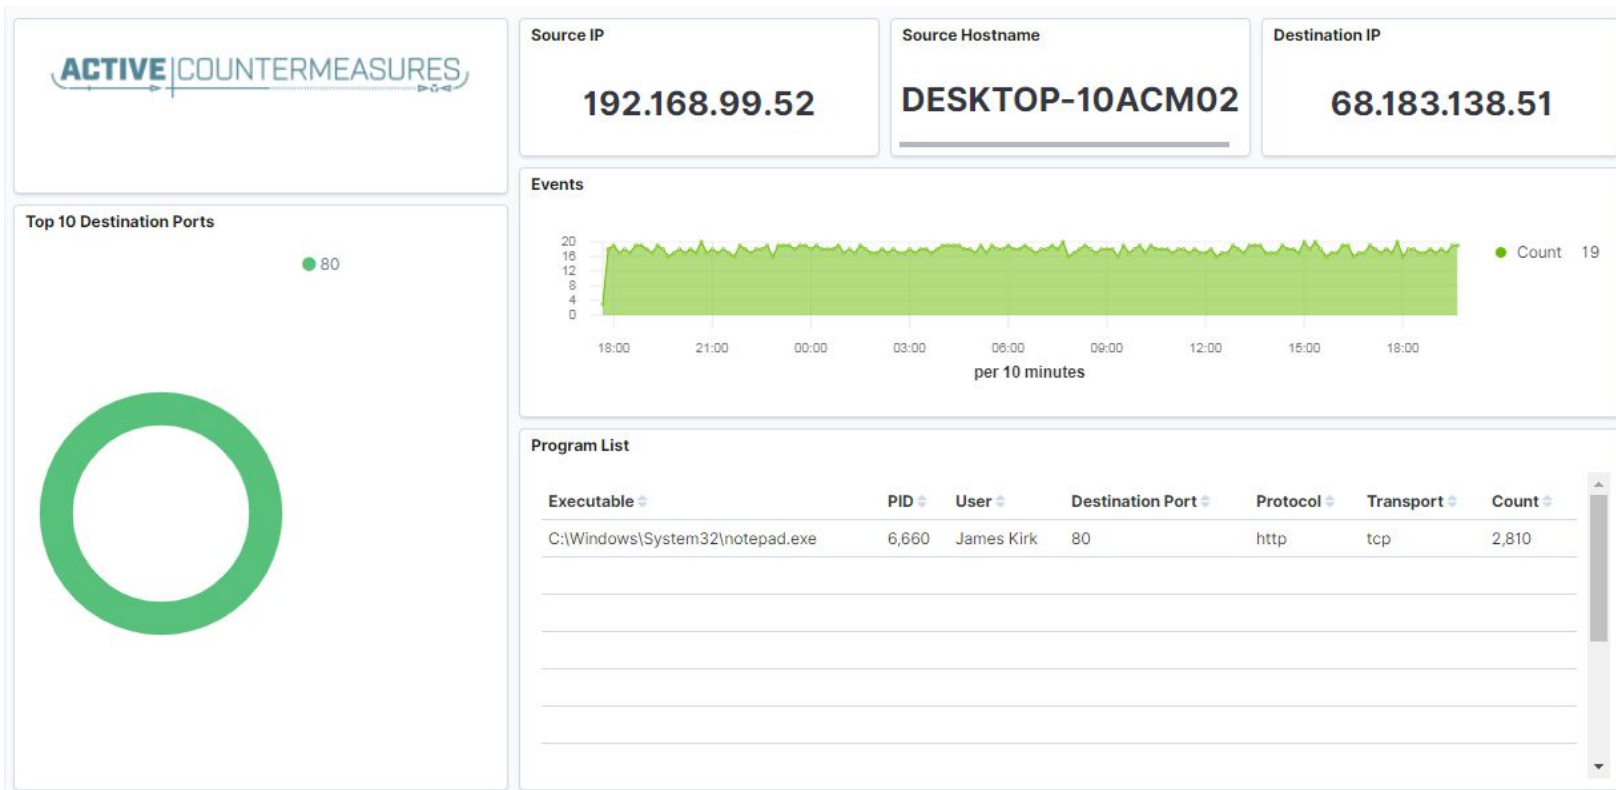 ACTIVE COUNTERMEASURES
Source IP
192.168.99.52
Source Hostname
DESKTOP-10ACM02
Destination IP
68.183.138.51
Top 10 Destination Ports
80
Events
20
16
12
8
4
0
18:00 21:00 00:00 03:00 06:00 09:00 12:00 15:00 18:00
per 10 minutes
Count 19
Program List
Executable PID User Destination Port Protocol Transport Count
C:\Windows\System32\notepad.exe 6,660 James Kirk 80 http tcp 2,810